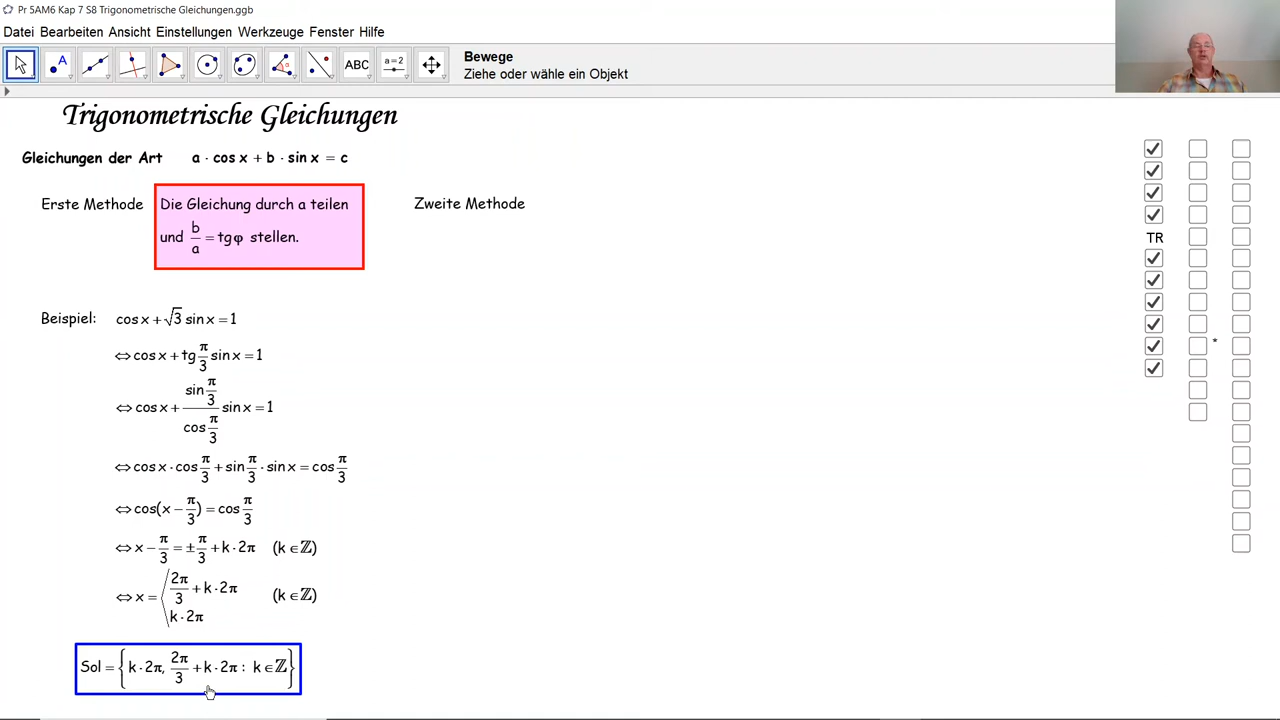 Pr 5AM6 Kap 7 S8 Trigonometrische Gleichungen.ggb
Datei Bearbeiten Ansicht Einstellungen Werkzeuge Fenster Hilfe
A ABC a=2
Bewege
Ziehe oder wähle ein Objekt
Trigonometrische Gleichungen
Gleichungen der Art a · cos x + b · sin x = c
Erste Methode
Die Gleichung durch a teilen
und b/a = tgφ stellen.
Zweite Methode
TR
*
Beispiel: cos x + √3 sin x = 1
⇔ cos x + tg π/3 sin x = 1
⇔ cos x + (sin π/3)/(cos π/3) sin x = 1
⇔ cos x · cos π/3 + sin π/3 · sin x = cos π/3
⇔ cos(x − π/3) = cos π/3
⇔ x − π/3 = ± π/3 + k · 2π (k ∈ ℤ)
⇔ x = ⟨ 2π/3 + k · 2π (k ∈ ℤ)
k · 2π
Sol = {k · 2π, 2π/3 + k · 2π : k ∈ ℤ}